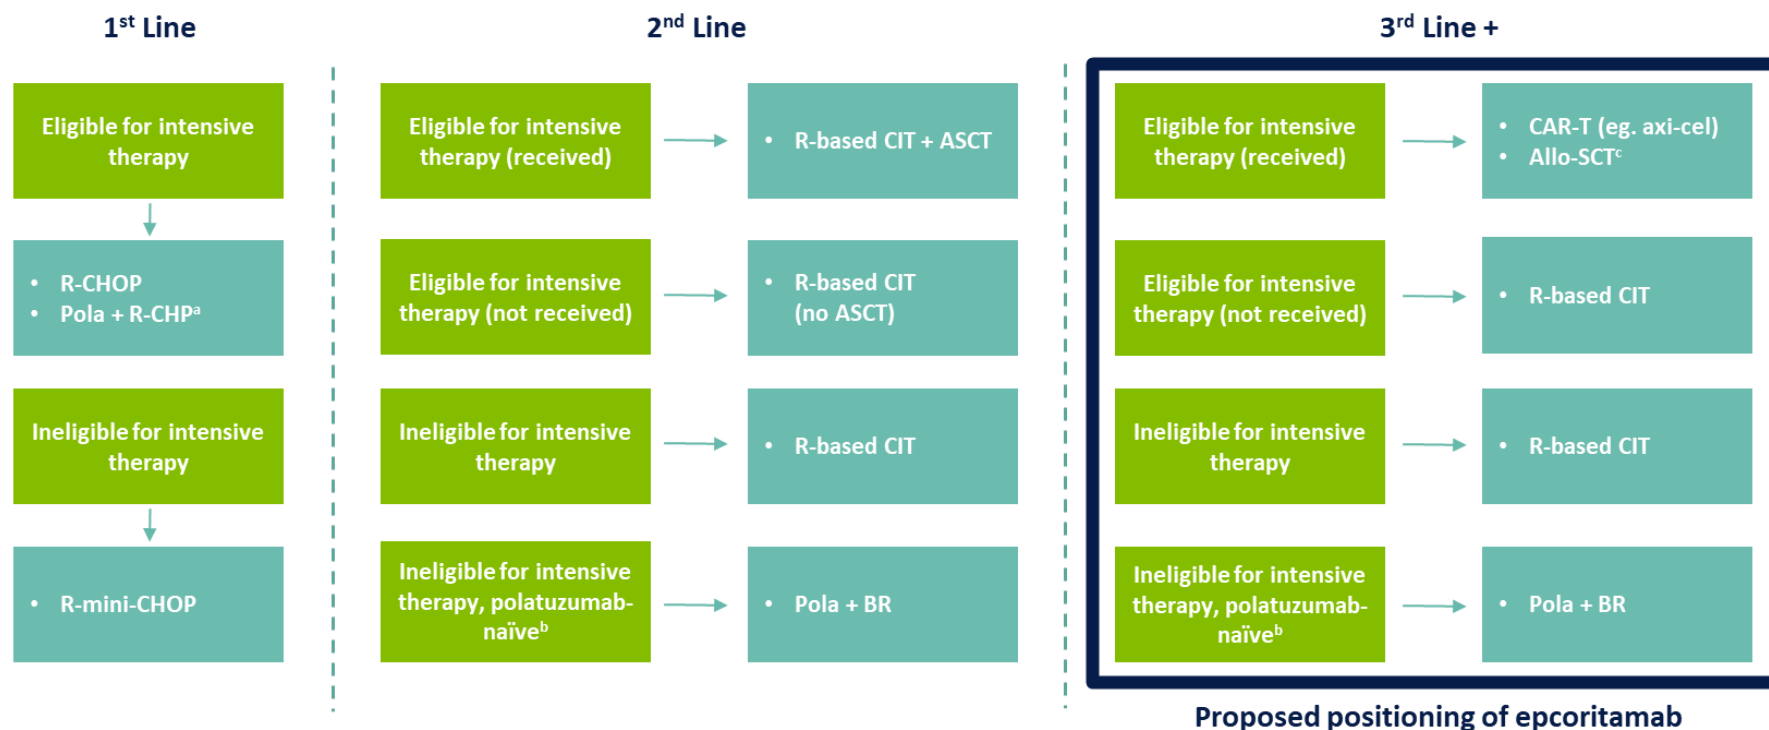 1st Line
Eligible for intensive
therapy
• R-CHOP
• Pola + R-CHPa
Ineligible for intensive
therapy
• R-mini-CHOP
2nd Line
Eligible for intensive
therapy (received)
• R-based CIT + ASCT
Eligible for intensive
therapy (not received)
• R-based CIT
(no ASCT)
Ineligible for intensive
therapy
• R-based CIT
Ineligible for intensive
therapy, polatuzumab-
naïveb
• Pola + BR
3rd Line +
Eligible for intensive
therapy (received)
• CAR-T (eg. axi-cel)
• Allo-SCTc
Eligible for intensive
therapy (not received)
• R-based CIT
Ineligible for intensive
therapy
• R-based CIT
Ineligible for intensive
therapy, polatuzumab-
naïveb
• Pola + BR
Proposed positioning of epcoritamab